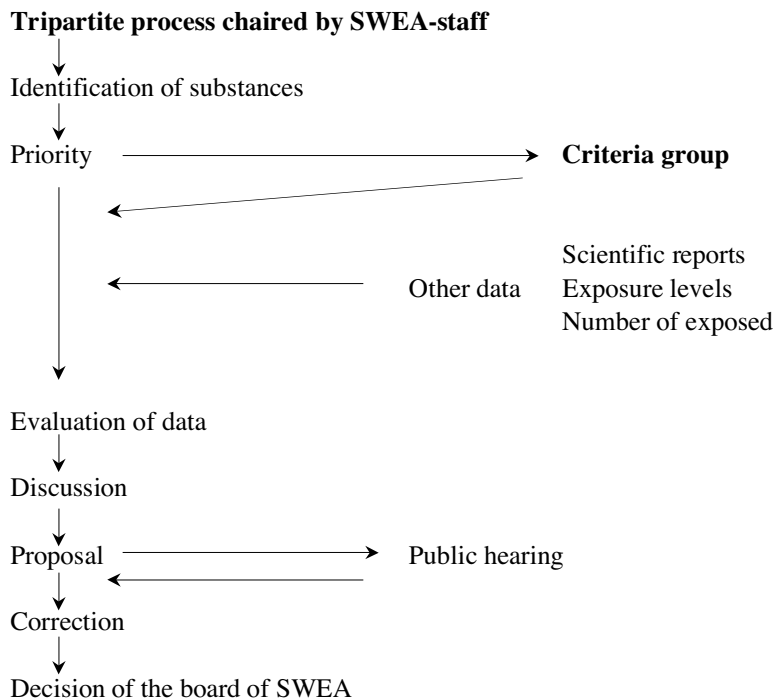 Tripartite process chaired by SWEA-staff
Identification of substances
Priority
Criteria group
Scientific reports
Other data
Exposure levels
Number of exposed
Evaluation of data
Discussion
Proposal
Public hearing
Correction
Decision of the board of SWEA